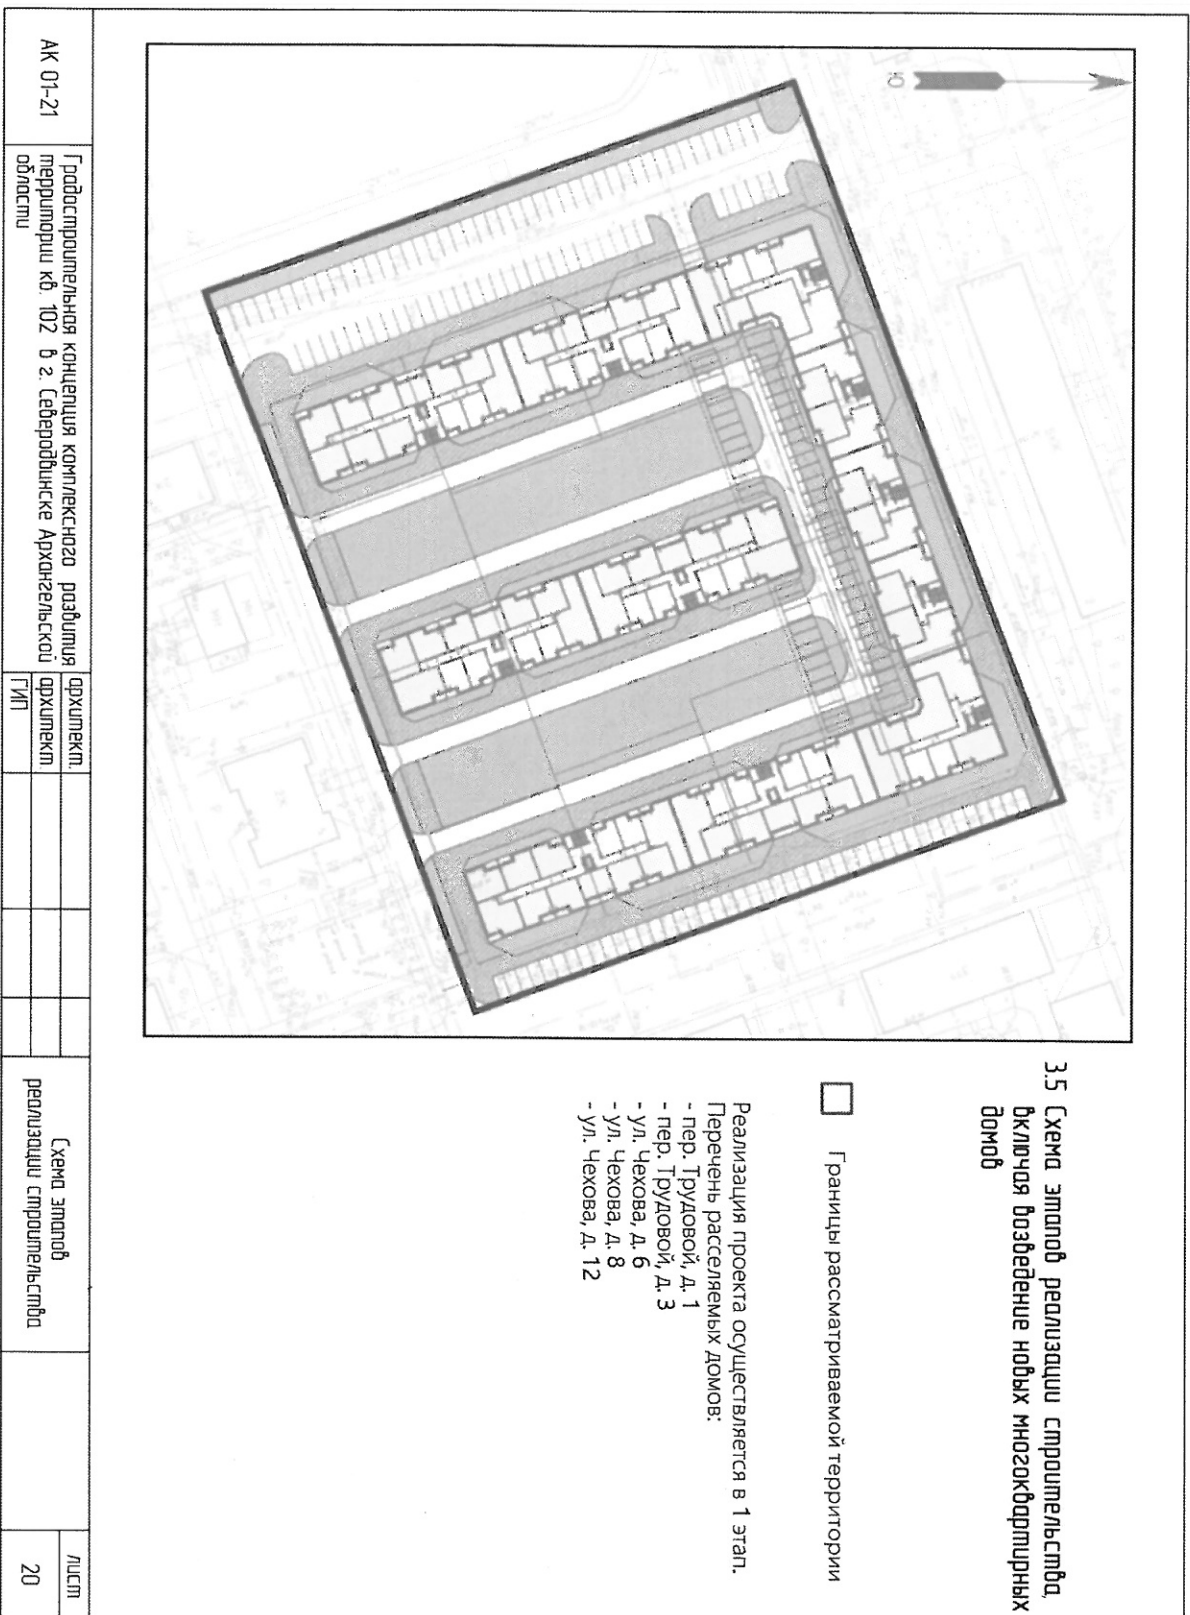 3.5 Схема этапов реализации строительства,
включая возведение новых многоквартирных
домов
Ю
Границы рассматриваемой территории
Реализация проекта осуществляется в 1 этап.
Перечень расселяемых домов:
- пер. Трудовой, д. 1
- пер. Трудовой, д. 3
- ул. Чехова, д. 6
- ул. Чехова, д. 8
- ул. Чехова, д. 12
АК 01-21
Градостроительная концепция комплексного развития
территории кв. 102 в г. Северодвинске Архангельской
области
архитект.
архитект.
ГИП
Схема этапов
реализации строительства
лист
20